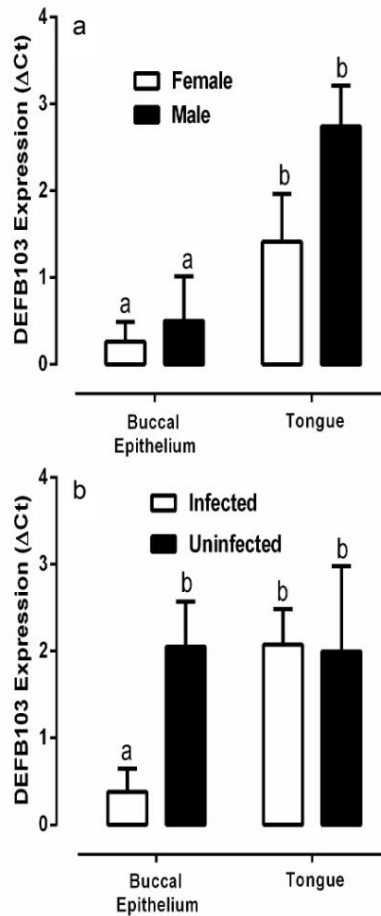 a
DEFB103 Expression (ΔCt)
4
3
2
1
0
Female
Male
a
a
b
b
Buccal
Epithelium
Tongue
b
DEFB103 Expression (ΔCt)
4
3
2
1
0
Infected
Uninfected
a
b
b
b
Buccal
Epithelium
Tongue